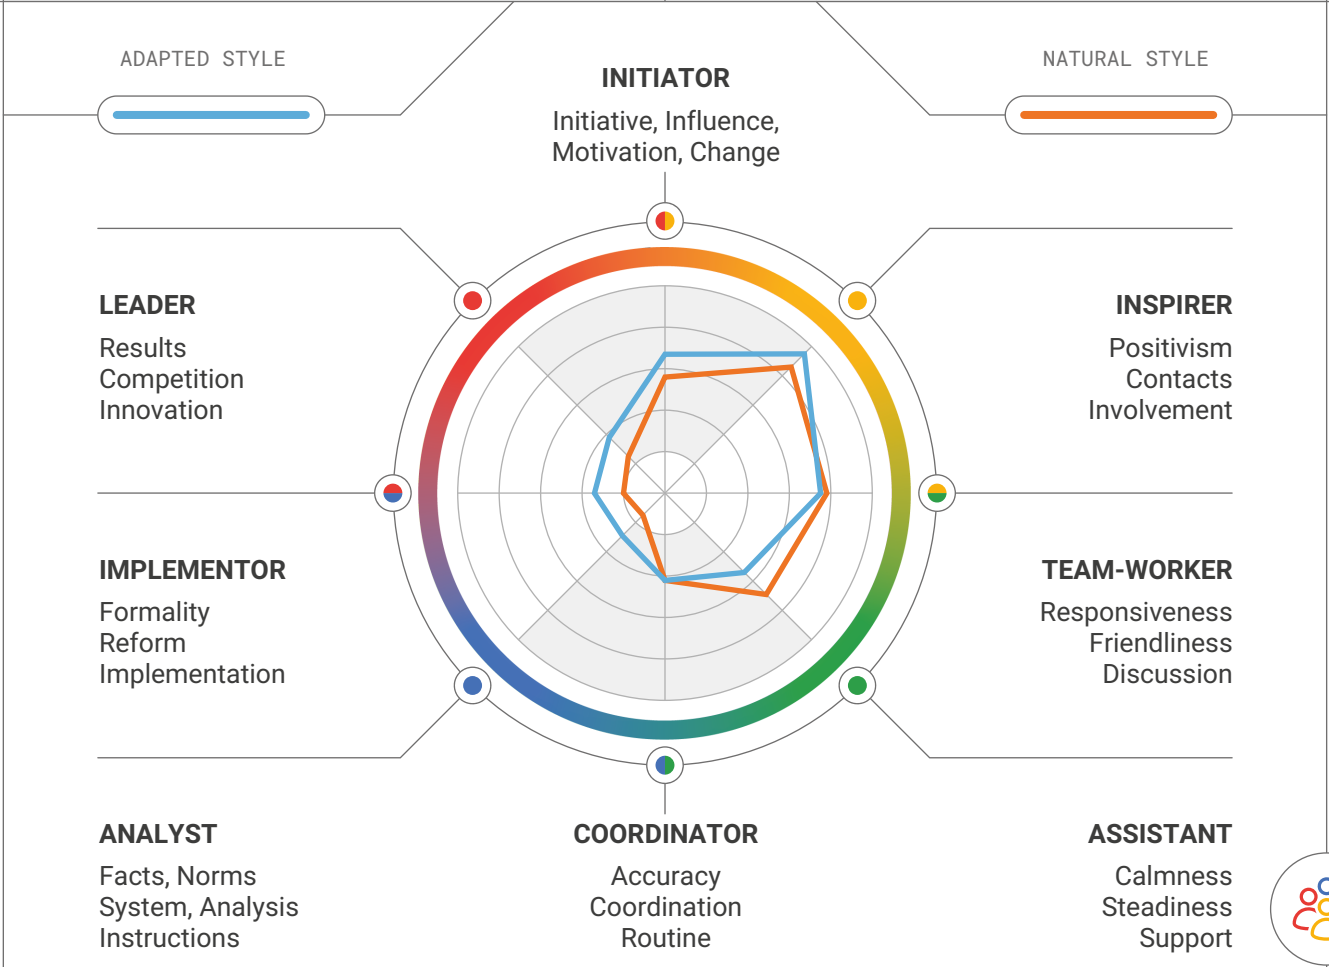 ADAPTED STYLE
NATURAL STYLE
INITIATOR
Initiative, Influence,
Motivation, Change
LEADER
Results
Competition
Innovation
INSPIRER
Positivism
Contacts
Involvement
IMPLEMENTOR
Formality
Reform
Implementation
TEAM-WORKER
Responsiveness
Friendliness
Discussion
ANALYST
Facts, Norms
System, Analysis
Instructions
COORDINATOR
Accuracy
Coordination
Routine
ASSISTANT
Calmness
Steadiness
Support